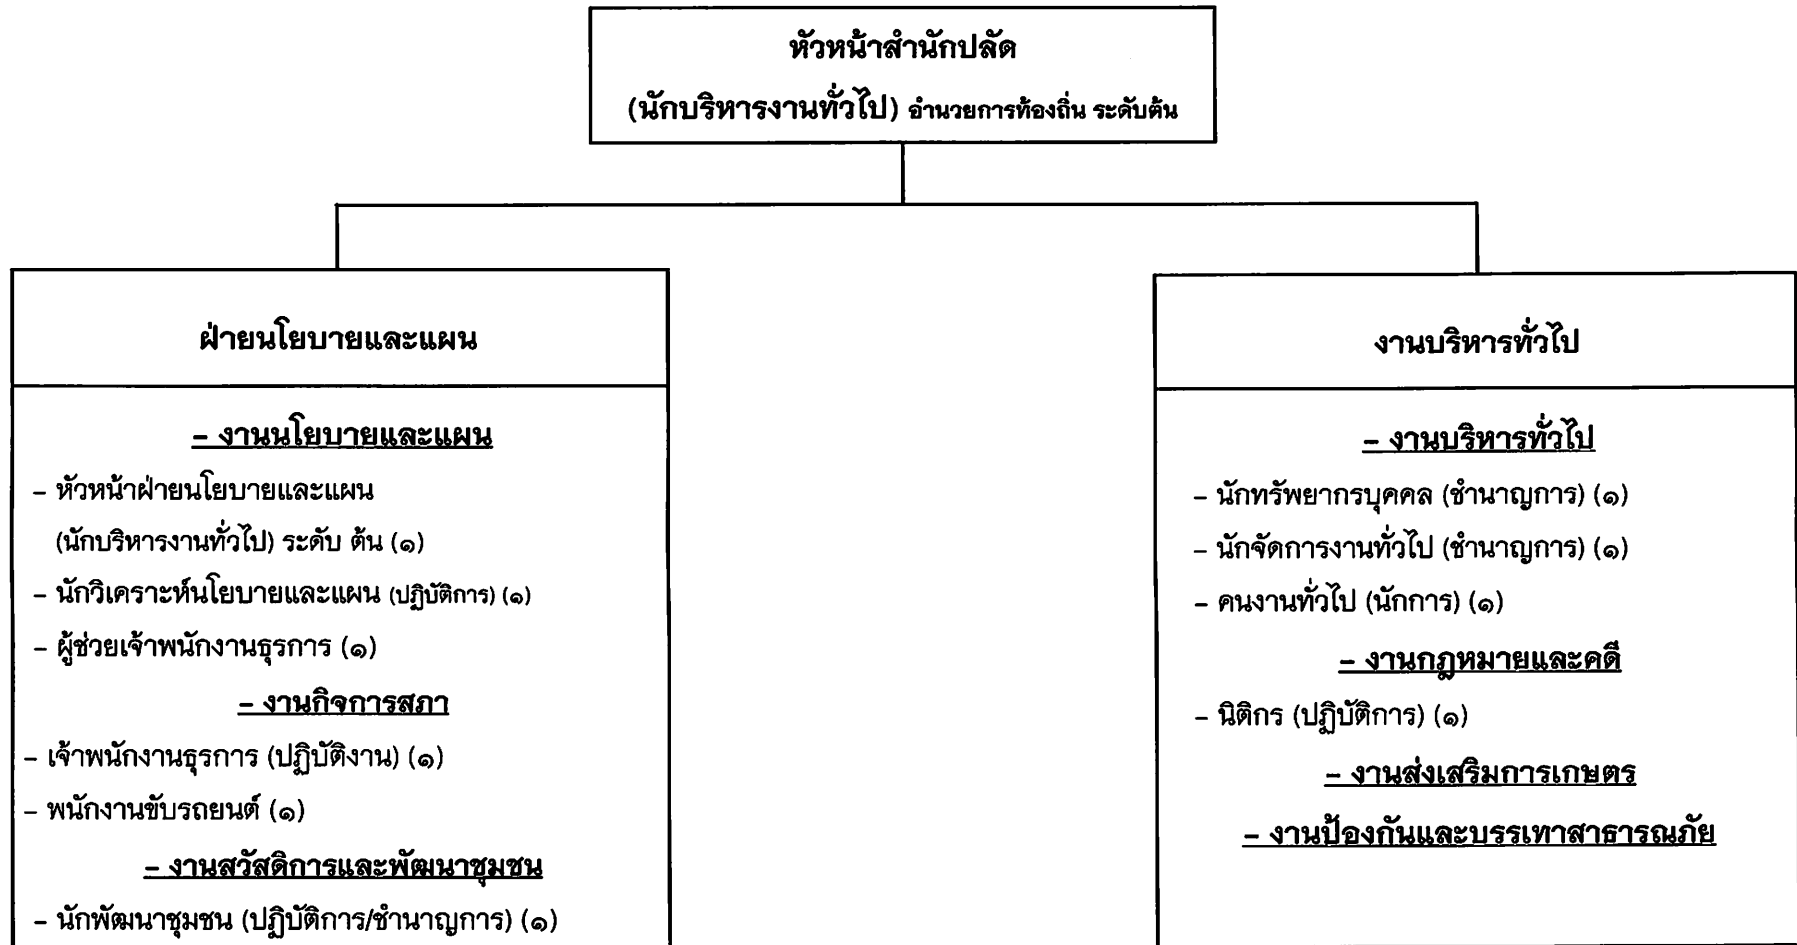 หัวหน้าสำนักปลัด
(นักบริหารงานทั่วไป) อำนวยการท้องถิ่น ระดับต้น
ฝ่ายนโยบายและแผน
– งานนโยบายและแผน
– หัวหน้าฝ่ายนโยบายและแผน
(นักบริหารงานทั่วไป) ระดับ ต้น (๑)
– นักวิเคราะห์นโยบายและแผน (ปฏิบัติการ) (๑)
– ผู้ช่วยเจ้าพนักงานธุรการ (๑)
– งานกิจการสภา
– เจ้าพนักงานธุรการ (ปฏิบัติงาน) (๑)
– พนักงานขับรถยนต์ (๑)
– งานสวัสดิการและพัฒนาชุมชน
– นักพัฒนาชุมชน (ปฏิบัติการ/ชำนาญการ) (๑)
งานบริหารทั่วไป
– งานบริหารทั่วไป
– นักทรัพยากรบุคคล (ชำนาญการ) (๑)
– นักจัดการงานทั่วไป (ชำนาญการ) (๑)
– คนงานทั่วไป (นักการ) (๑)
– งานกฎหมายและคดี
– นิติกร (ปฏิบัติการ) (๑)
– งานส่งเสริมการเกษตร
– งานป้องกันและบรรเทาสาธารณภัย